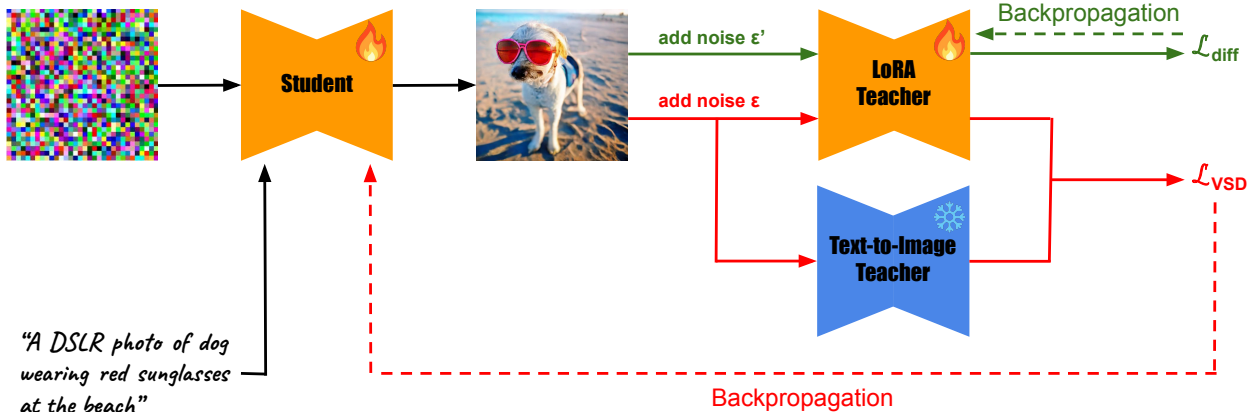 Student
add noise ε’
add noise ε
LoRA
Teacher
Backpropagation
ℒdiff
ℒVSD
Text-to-Image
Teacher
“A DSLR photo of dog
wearing red sunglasses
at the beach”
Backpropagation